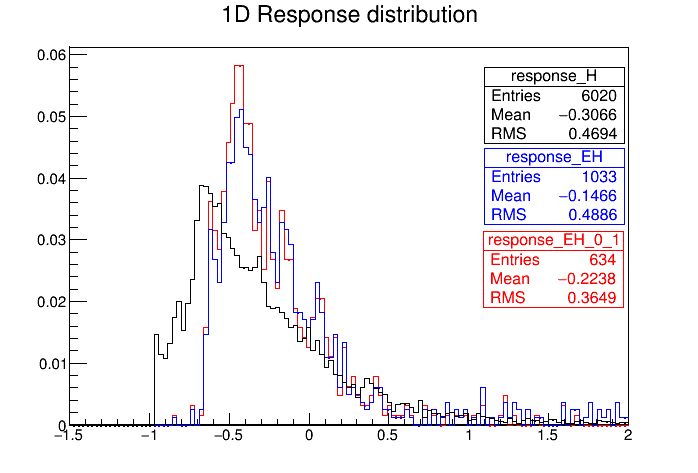 1D Response distribution
0.06
0.05
0.04
0.03
0.02
0.01
0
−1.5 −1 −0.5 0 0.5 1 1.5 2
response_H
Entries 6020
Mean −0.3066
RMS 0.4694
response_EH
Entries 1033
Mean −0.1466
RMS 0.4886
response_EH_0_1
Entries 634
Mean −0.2238
RMS 0.3649